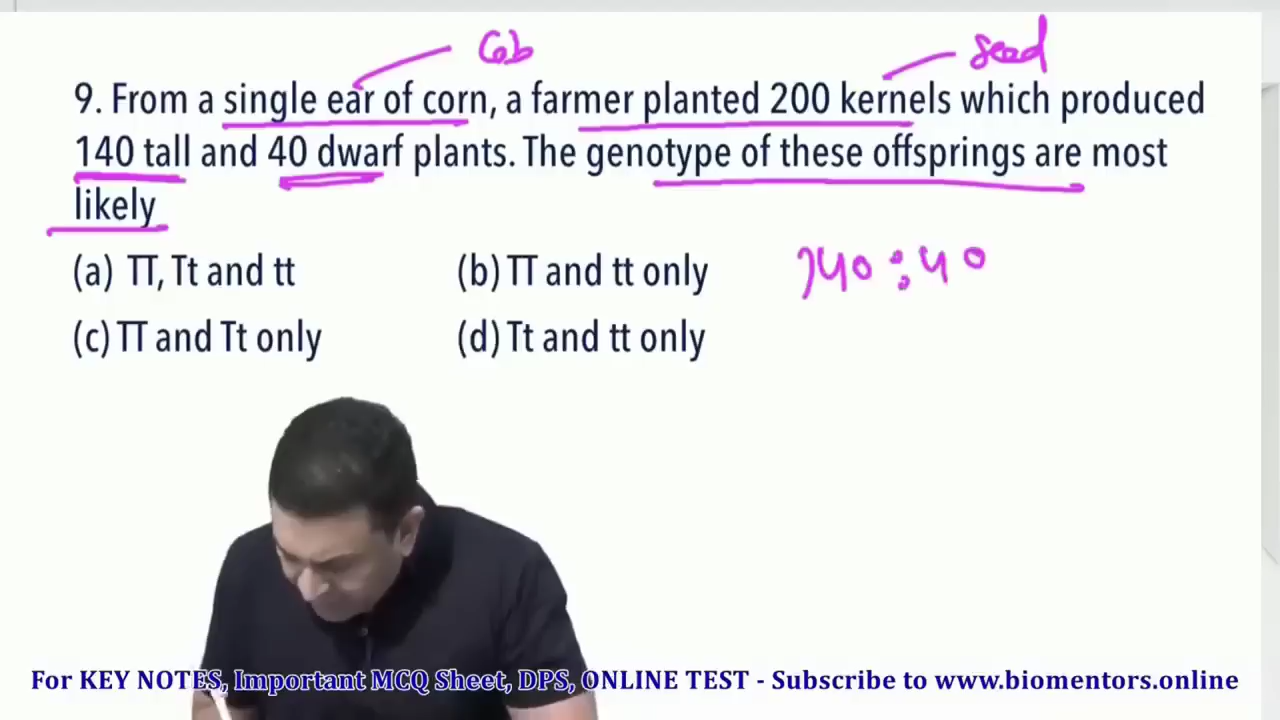 Cob
seed
9. From a single ear of corn, a farmer planted 200 kernels which produced
140 tall and 40 dwarf plants. The genotype of these offsprings are most
likely
(a) TT, Tt and tt
(b) TT and tt only
140 : 40
(c) TT and Tt only
(d) Tt and tt only
For KEY NOTES, Important MCQ Sheet, DPS, ONLINE TEST - Subscribe to www.biomentors.online